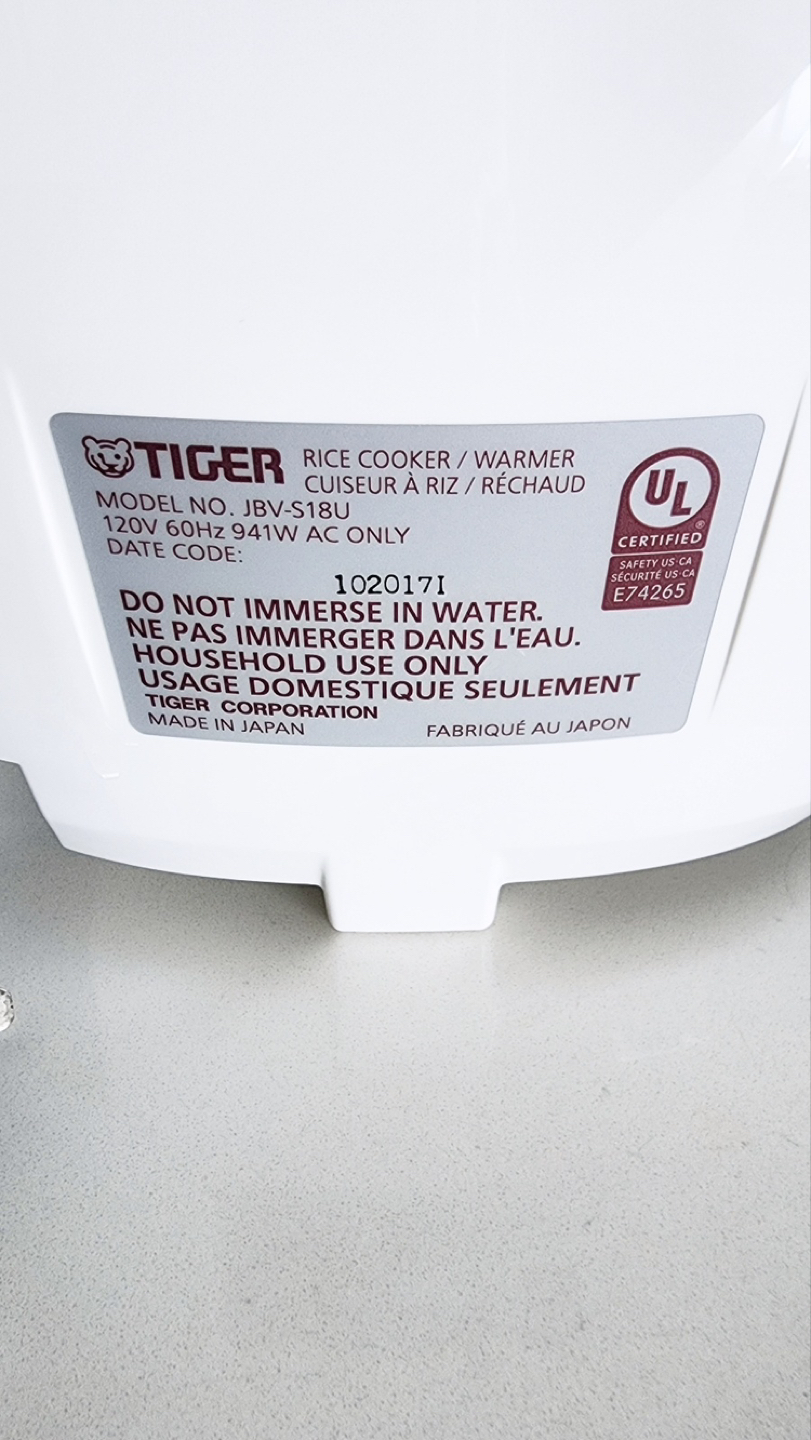 TIGER RICE COOKER / WARMER
CUISEUR À RIZ / RÉCHAUD
MODEL NO. JBV-S18U
120V 60Hz 941W AC ONLY
DATE CODE:
102017I
DO NOT IMMERSE IN WATER.
NE PAS IMMERGER DANS L'EAU.
HOUSEHOLD USE ONLY
USAGE DOMESTIQUE SEULEMENT
TIGER CORPORATION
MADE IN JAPAN FABRIQUÉ AU JAPON
UL
®
CERTIFIED
SAFETY US·CA
SÉCURITÉ US·CA
E74265